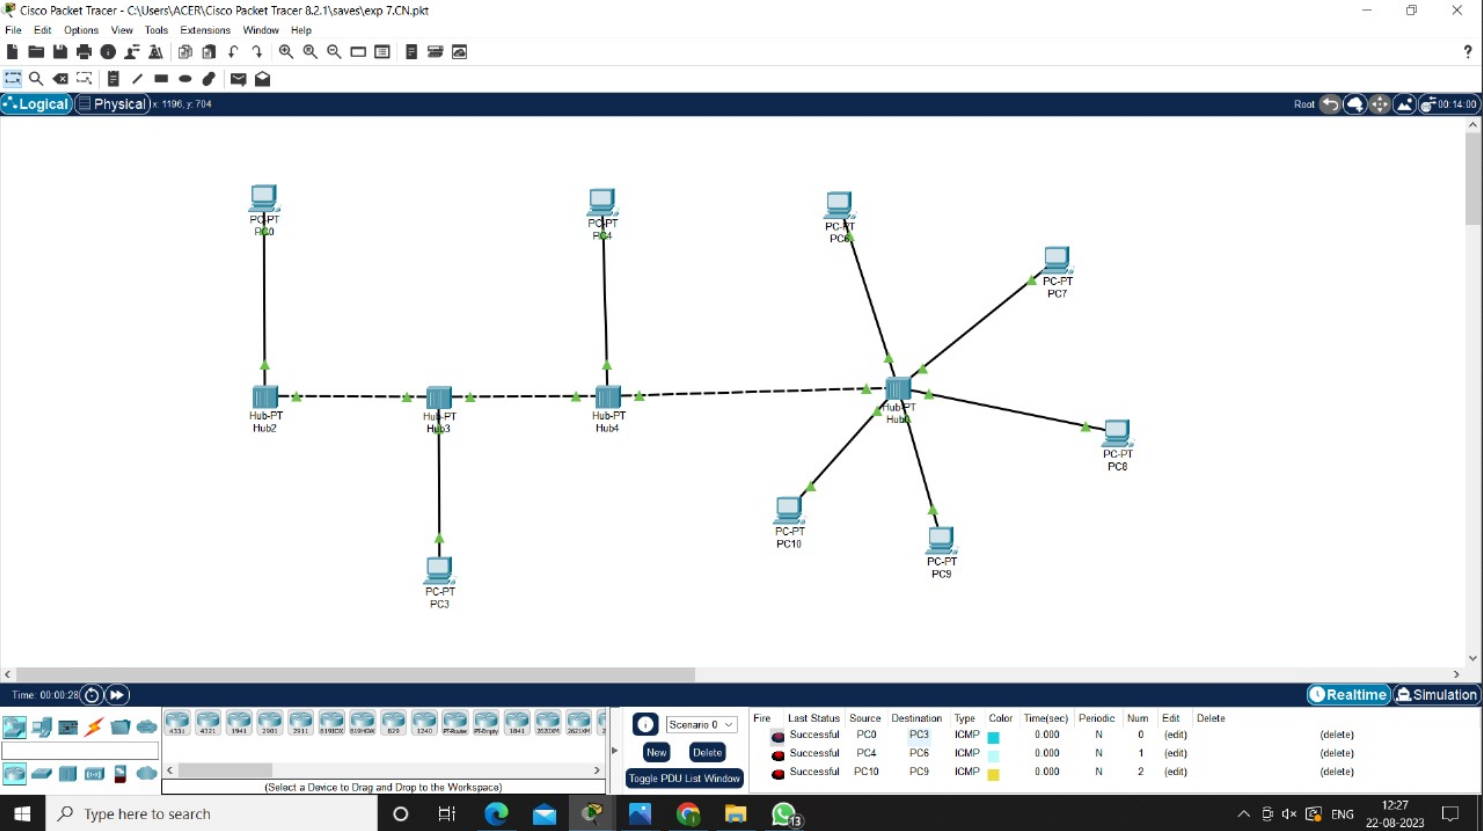 Cisco Packet Tracer - C:\Users\ACER\Cisco Packet Tracer 8.2.1\saves\exp 7.CN.pkt
File Edit Options View Tools Extensions Window Help
?
Logical Physical x: 1196, y: 704 Root 00:14:00
PC-PT
PC0
PC-PT
PC4
PC-PT
PC6
PC-PT
PC7
Hub-PT
Hub2
Hub-PT
Hub3
Hub-PT
Hub4
Hub-PT
PC-PT
PC8
PC-PT
PC10
PC-PT
PC9
PC-PT
PC3
Time: 00:00:28 Realtime Simulation
4331 4321 1941 2901 2911 819IOX 819HGW 829 1240 PT-Router PT-Empty 1841 2620XM 2621XM
(Select a Device to Drag and Drop to the Workspace)
Scenario 0
New Delete
Toggle PDU List Window
Fire Last Status Source Destination Type Color Time(sec) Periodic Num Edit Delete
Successful PC0 PC3 ICMP 0.000 N 0 (edit) (delete)
Successful PC4 PC6 ICMP 0.000 N 1 (edit) (delete)
Successful PC10 PC9 ICMP 0.000 N 2 (edit) (delete)
Type here to search
13
ENG
12:27
22-08-2023